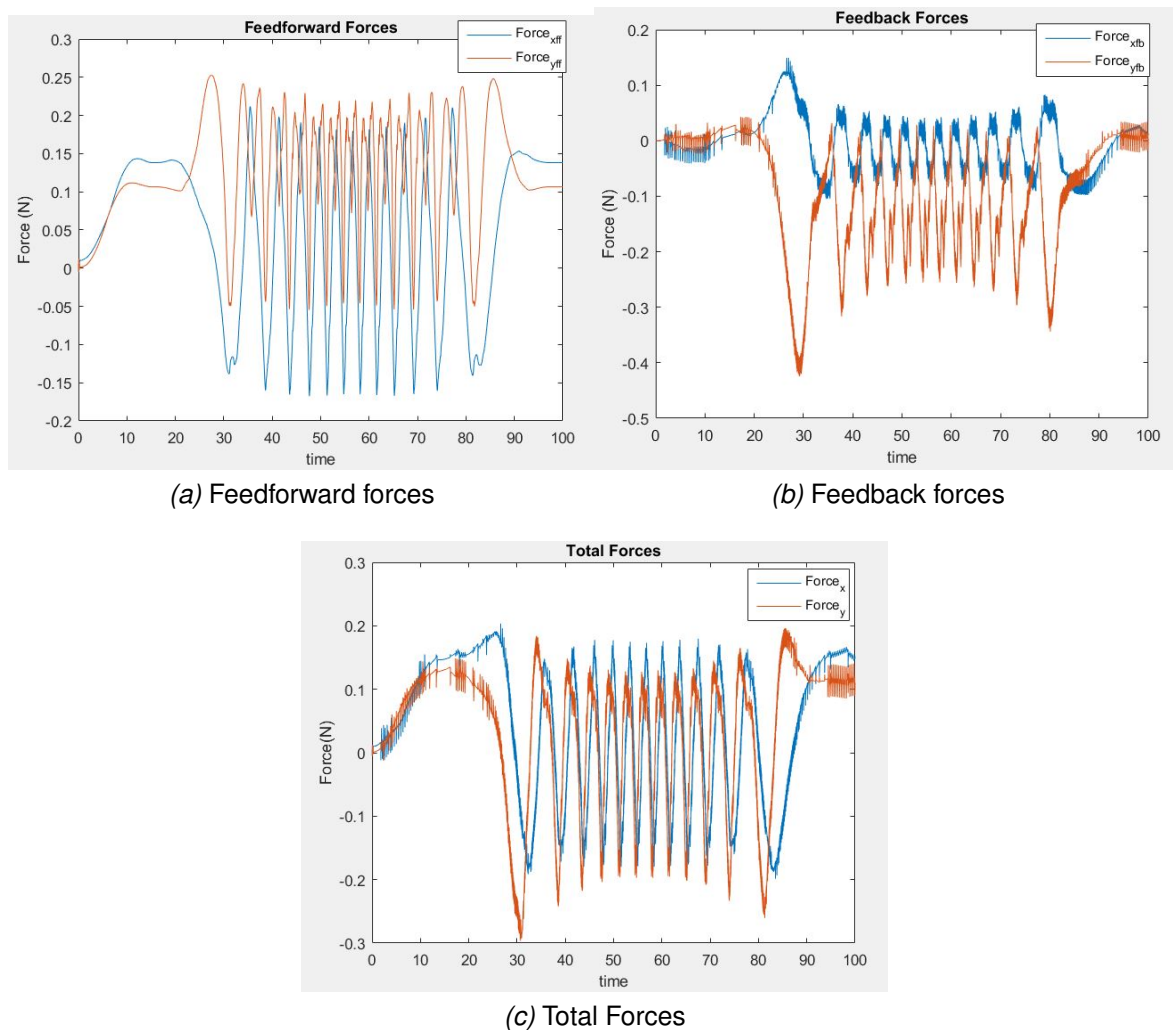 Feedforward Forces
Force_xff
Force_yff
Force (N)
0.3
0.25
0.2
0.15
0.1
0.05
0
-0.05
-0.1
-0.15
-0.2
0 10 20 30 40 50 60 70 80 90 100
time
(a) Feedforward forces
Feedback Forces
Force_xfb
Force_yfb
Force (N)
0.2
0.1
0
-0.1
-0.2
-0.3
-0.4
-0.5
0 10 20 30 40 50 60 70 80 90 100
time
(b) Feedback forces
Total Forces
Force_x
Force_y
Force(N)
0.3
0.2
0.1
0
-0.1
-0.2
-0.3
0 10 20 30 40 50 60 70 80 90 100
time
(c) Total Forces